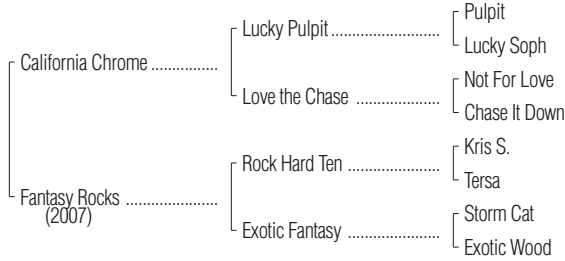 Pulpit
Lucky Pulpit.......................
Lucky Soph
California Chrome ................
Not For Love
Love the Chase ....................
Chase It Down
Kris S.
Rock Hard Ten ......................
Tersa
Fantasy Rocks ......................
(2007)
Storm Cat
Exotic Fantasy ......................
Exotic Wood